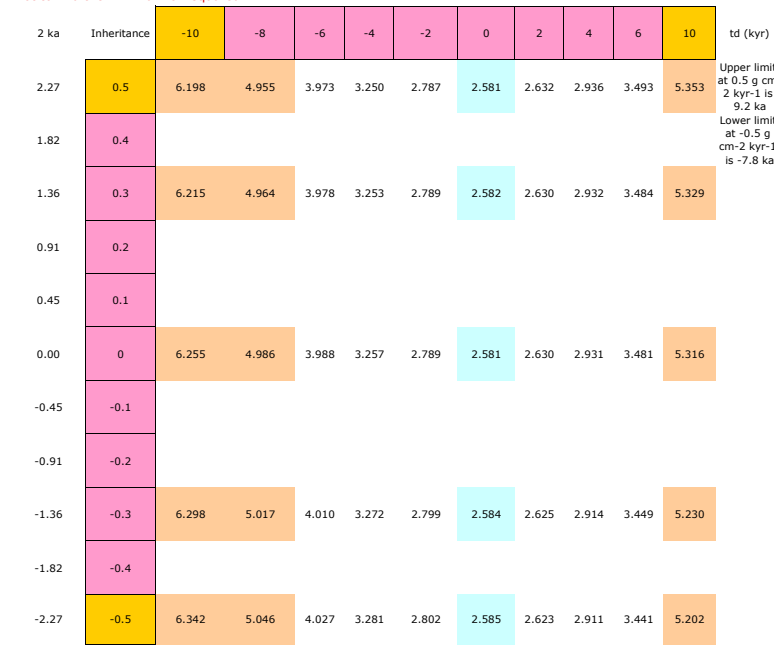 2 ka Inheritance -10 -8 -6 -4 -2 0 2 4 6 10 td (kyr)
2.27 0.5 6.198 4.955 3.973 3.250 2.787 2.581 2.632 2.936 3.493 5.353
Upper limit
at 0.5 g cm-
2 kyr-1 is
9.2 ka
Lower limit
at -0.5 g
cm-2 kyr-1
is -7.8 ka
1.82 0.4
1.36 0.3 6.215 4.964 3.978 3.253 2.789 2.582 2.630 2.932 3.484 5.329
0.91 0.2
0.45 0.1
0.00 0 6.255 4.986 3.988 3.257 2.789 2.581 2.630 2.931 3.481 5.316
-0.45 -0.1
-0.91 -0.2
-1.36 -0.3 6.298 5.017 4.010 3.272 2.799 2.584 2.625 2.914 3.449 5.230
-1.82 -0.4
-2.27 -0.5 6.342 5.046 4.027 3.281 2.802 2.585 2.623 2.911 3.441 5.202